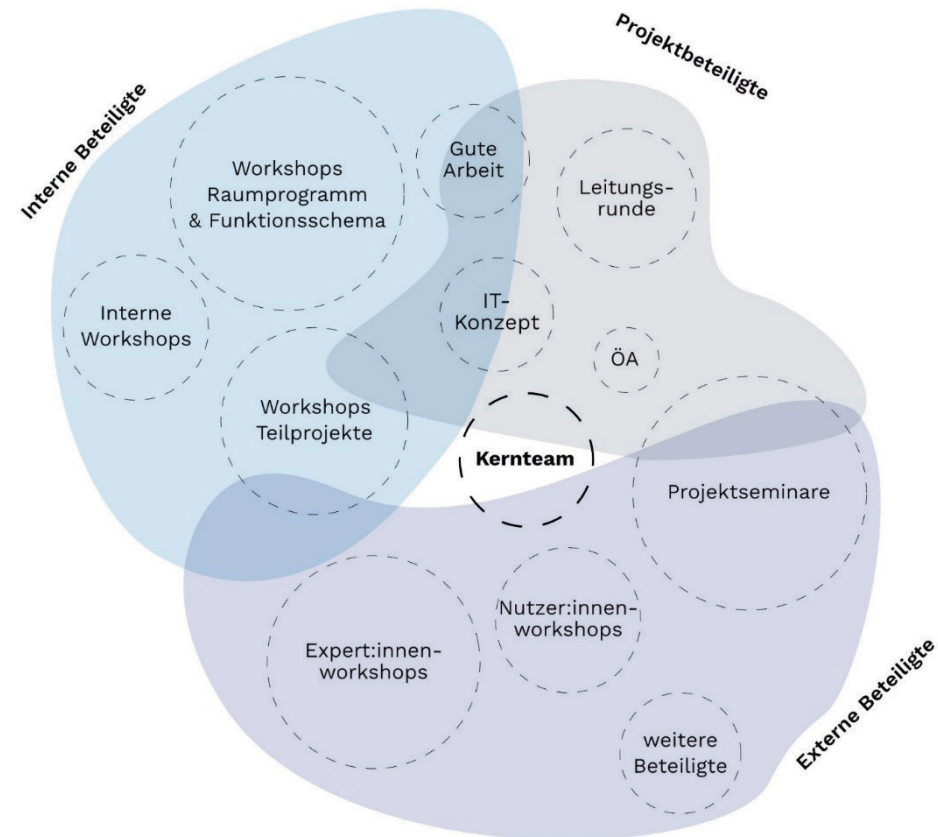 Projektbeteiligte
Interne Beteiligte
Gute
Arbeit
Workshops
Raumprogramm
& Funktionsschema
Leitungs-
runde
Interne
Workshops
IT-
Konzept
ÖA
Workshops
Teilprojekte
Kernteam
Projektseminare
Nutzer:innen-
workshops
Expert:innen-
workshops
weitere
Beteiligte
Externe Beteiligte